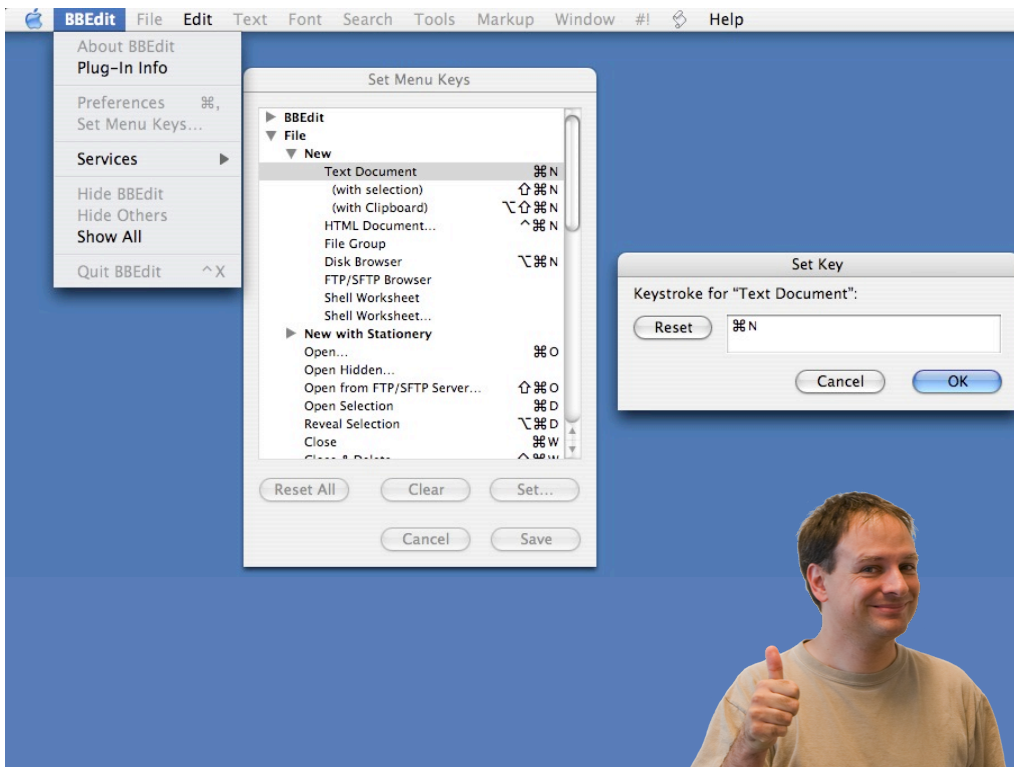 BBEdit File Edit Text Font Search Tools Markup Window #! Help
About BBEdit
Plug-In Info
Preferences ⌘,
Set Menu Keys...
Services
Hide BBEdit
Hide Others
Show All
Quit BBEdit ^X
Set Menu Keys
BBEdit
File
New
Text Document ⌘N
(with selection) ⇧⌘N
(with Clipboard) ⌥⇧⌘N
HTML Document... ^⌘N
File Group
Disk Browser ⌥⌘N
FTP/SFTP Browser
Shell Worksheet
Shell Worksheet...
New with Stationery
Open... ⌘O
Open Hidden...
Open from FTP/SFTP Server... ⇧⌘O
Open Selection ⌘D
Reveal Selection ⌥⌘D
Close ⌘W
Close & Delete ⇧⌘W
Reset All Clear Set...
Cancel Save
Set Key
Keystroke for "Text Document":
Reset ⌘N
Cancel OK